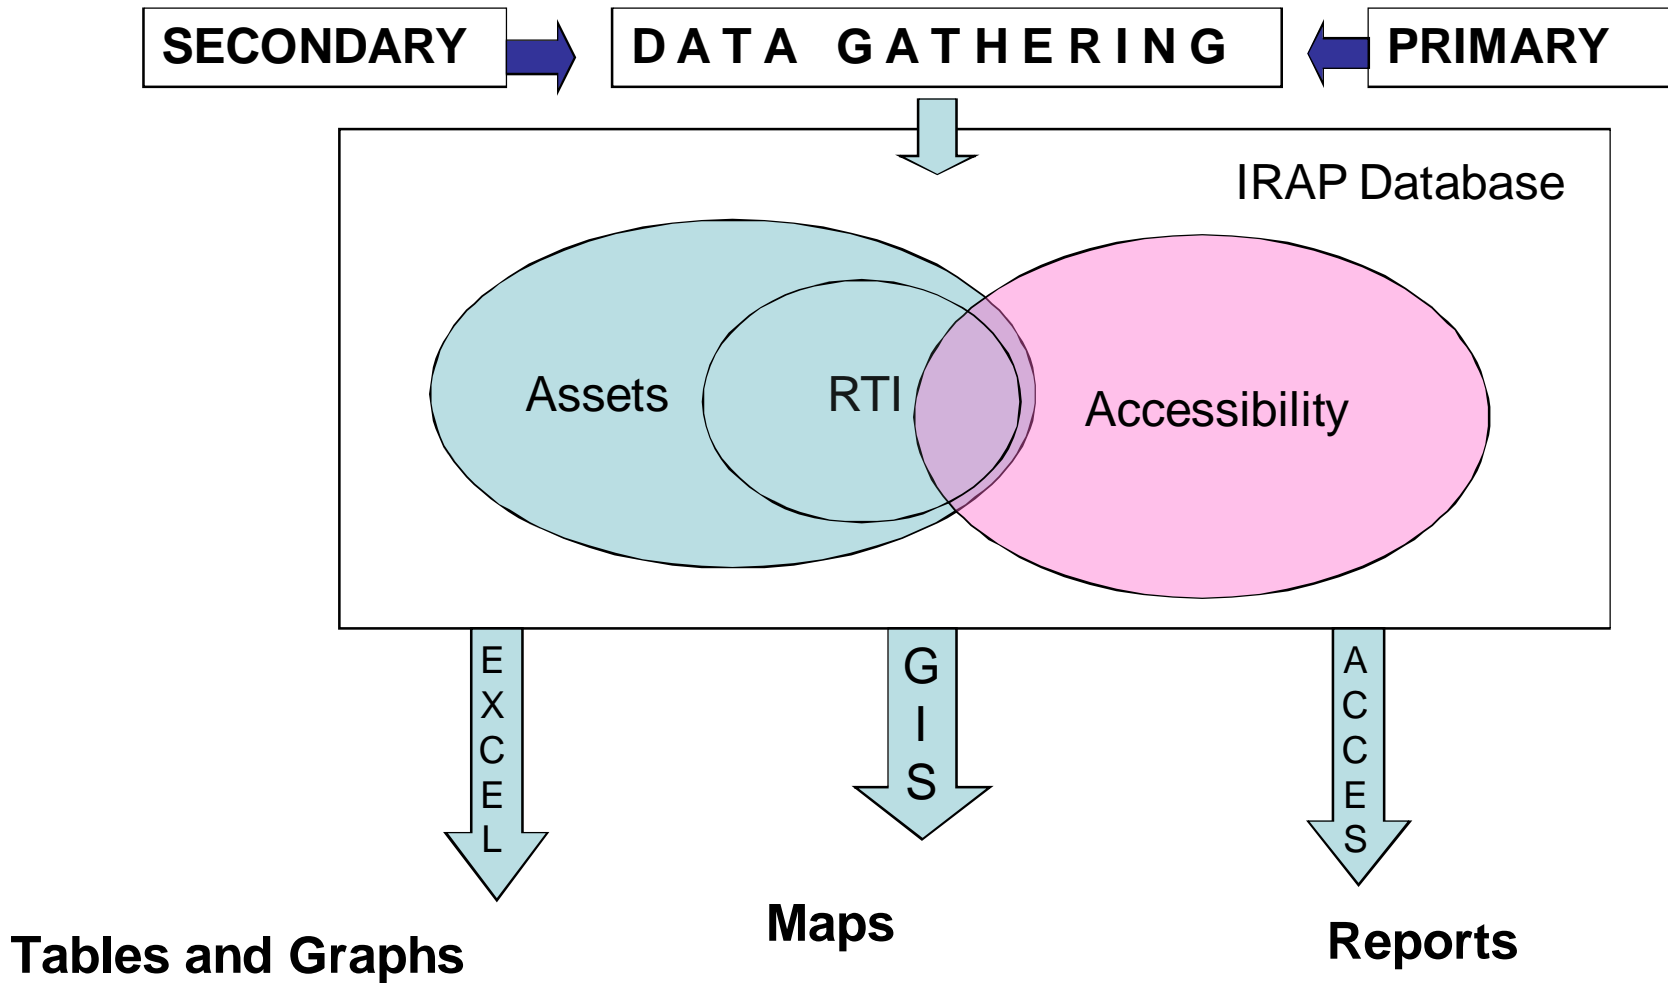 SECONDARY
DATA GATHERING
PRIMARY
IRAP Database
Assets
RTI
Accessibility
EXCEL
GIS
ACCES
Tables and Graphs
Maps
Reports